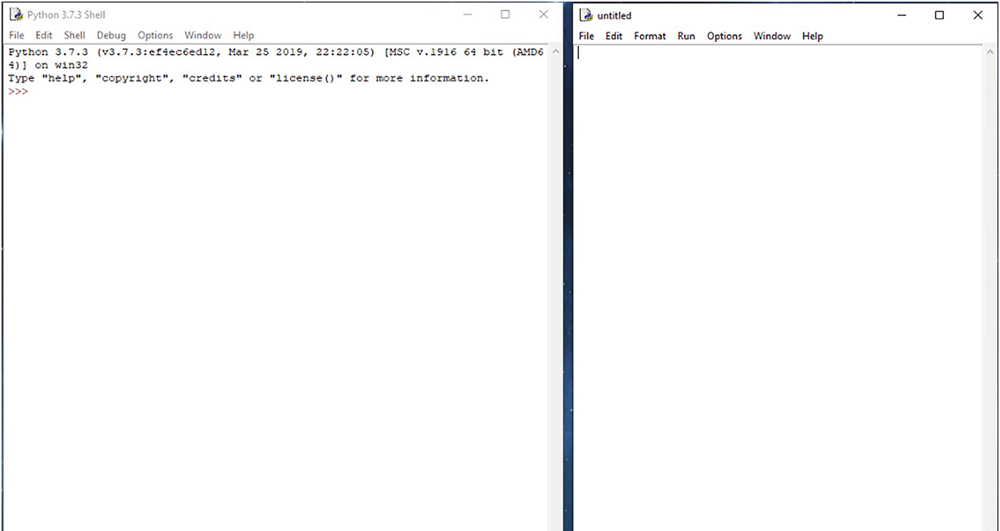 Python 3.7.3 Shell
File Edit Shell Debug Options Window Help
Python 3.7.3 (v3.7.3:ef4ec6ed12, Mar 25 2019, 22:22:05) [MSC v.1916 64 bit (AMD6
4)] on win32
Type "help", "copyright", "credits" or "license()" for more information.
>>>
untitled
File Edit Format Run Options Window Help